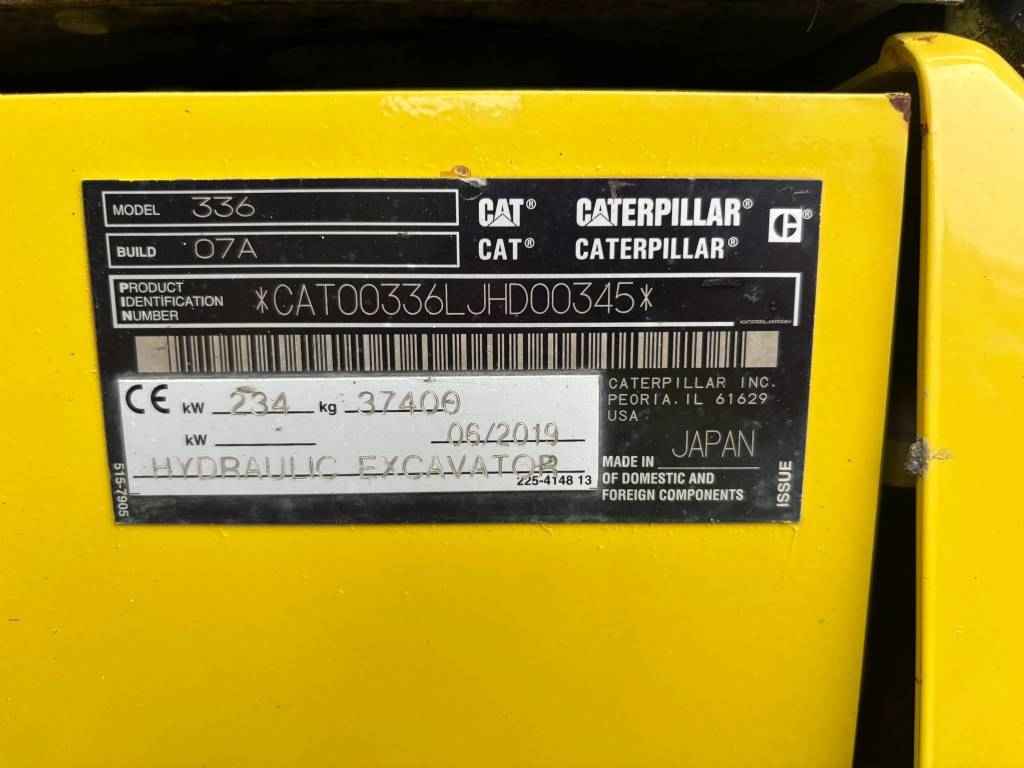 MODEL 336
BUILD 07A
CAT® CATERPILLAR® C®
CAT® CATERPILLAR®
PRODUCT IDENTIFICATION NUMBER *CAT00336LJHD00345*
CE kW 234 kg 37400
kW 06/2019
HYDRAULIC EXCAVATOR
225-4148 13
515-7905
CATERPILLAR INC.
PEORIA, IL 61629
USA
MADE IN JAPAN
OF DOMESTIC AND
FOREIGN COMPONENTS
ISSUE